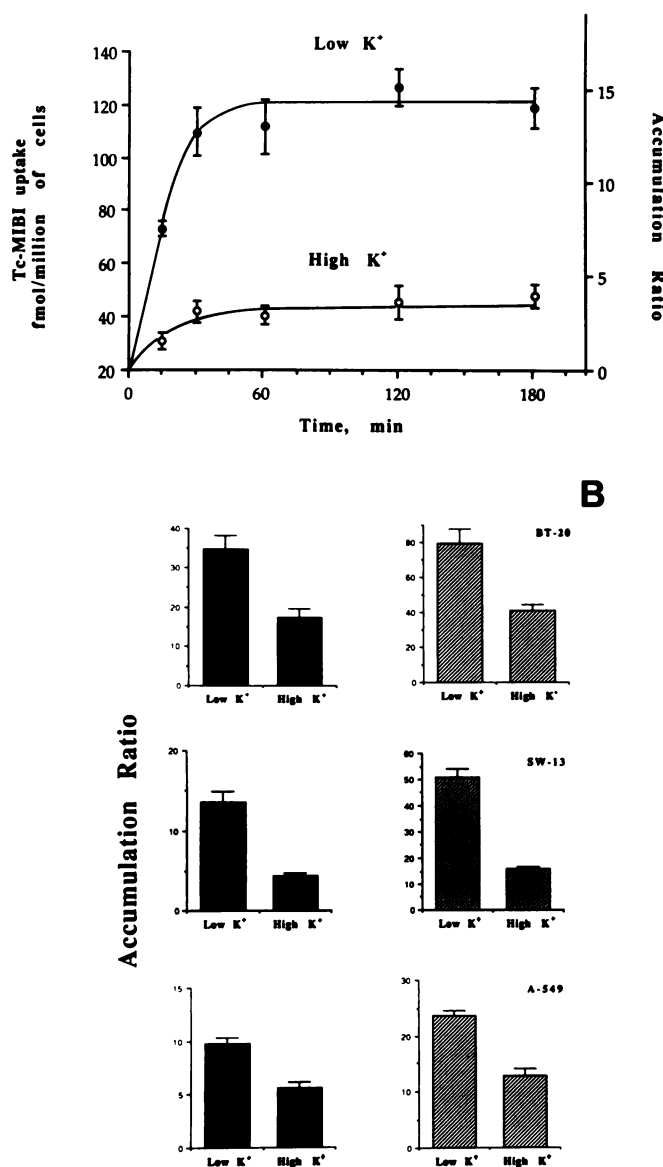 Low K⁺
140
120
100
80
60
40
20
Tc-MIBI uptake
fmol/million of cells
High K⁺
15
10
5
0
Accumulation Ratio
0 60 120 180
Time, min
B
Accumulation Ratio
40
30
20
10
0
Low K⁺ High K⁺
BT-20
80
60
40
20
0
Low K⁺ High K⁺
20
10
0
Low K⁺ High K⁺
SW-13
60
50
40
30
20
10
0
Low K⁺ High K⁺
15
10
5
0
Low K⁺ High K⁺
A-549
30
20
10
0
Low K⁺ High K⁺